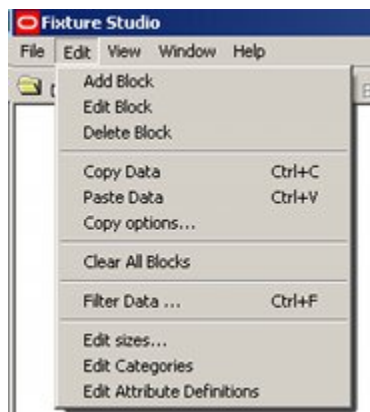 Fixture Studio
File Edit View Window Help
Add Block
Edit Block
Delete Block
Copy Data Ctrl+C
Paste Data Ctrl+V
Copy options...
Clear All Blocks
Filter Data ... Ctrl+F
Edit sizes...
Edit Categories
Edit Attribute Definitions